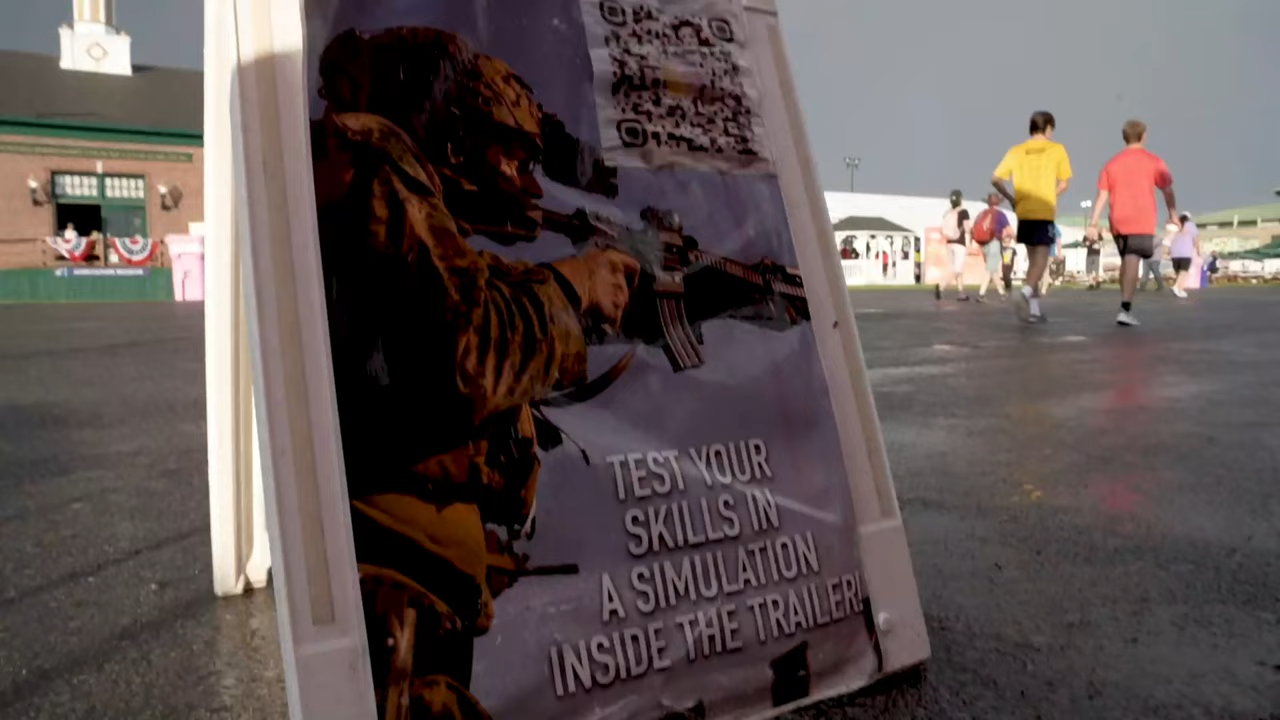 TEST YOUR
SKILLS IN
A SIMULATION
INSIDE THE TRAILER!